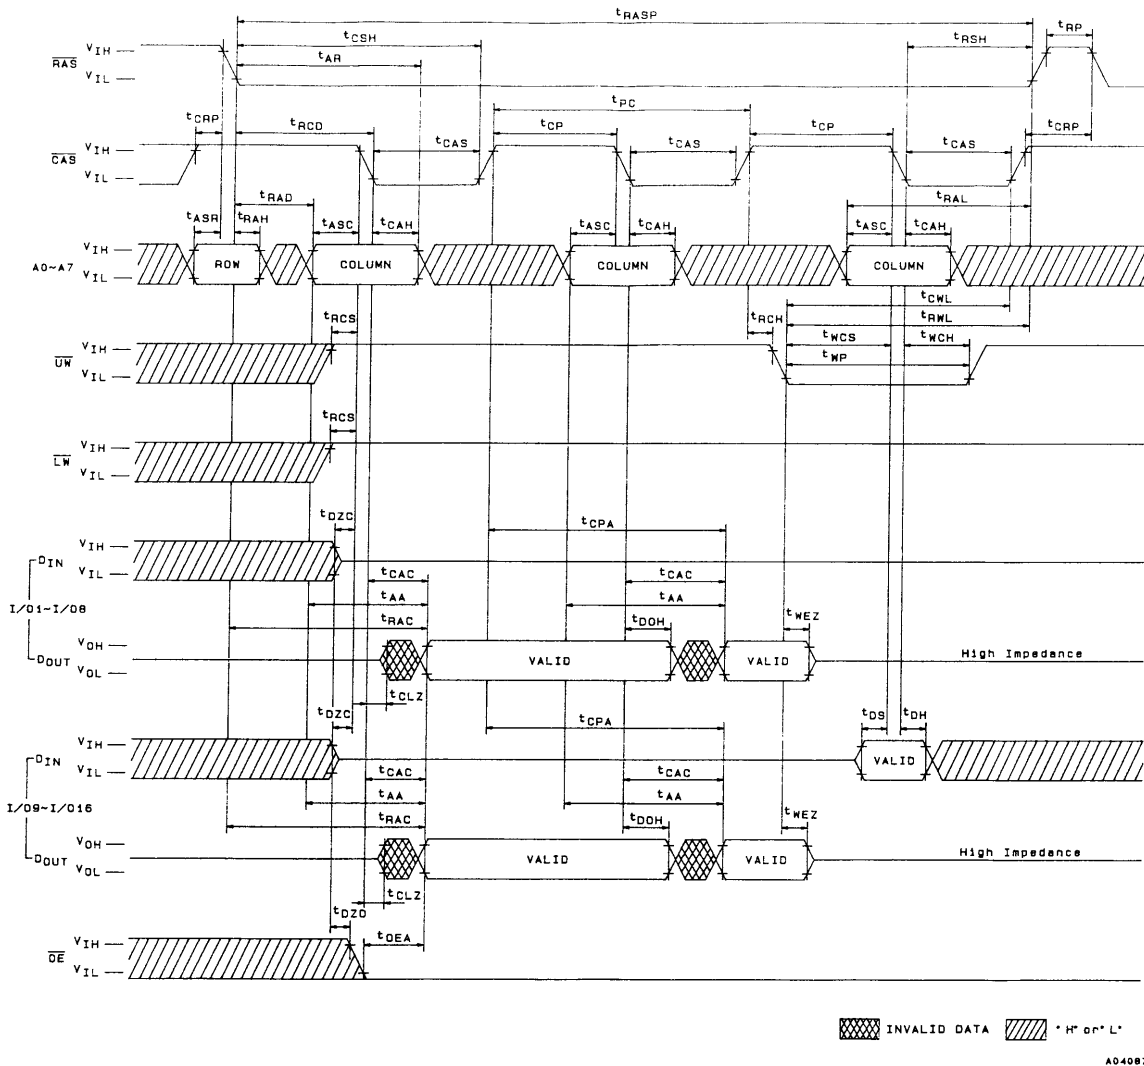 tRASP
tCSH
tRSH
tRP
tAR
RAS
VIH
VIL
tPC
tCRP
tRCD
tCP
tCP
tCRP
tCAS
tCAS
tCAS
CAS
VIH
VIL
tRAD
tRAL
tASR
tRAH
tASC
tCAH
tASC
tCAH
tASC
tCAH
A0~A7
VIH
VIL
ROW
COLUMN
COLUMN
COLUMN
tCWL
tRCS
tRCH
tRWL
tWCS
tWCH
tWP
UW
VIH
VIL
tRCS
LW
VIH
VIL
tDZC
tCPA
DIN
VIH
VIL
tCAC
tCAC
I/O1~I/O8
tAA
tAA
tRAC
tDOH
tWEZ
DOUT
VOH
VOL
VALID
VALID
High Impedance
tCLZ
tDZC
tCPA
tDS
tDH
DIN
VIH
VIL
VALID
tCAC
tCAC
I/O9~I/O16
tAA
tAA
tRAC
tDOH
tWEZ
DOUT
VOH
VOL
VALID
VALID
High Impedance
tCLZ
tDZO
tOEA
OE
VIH
VIL
INVALID DATA
"H" or "L"